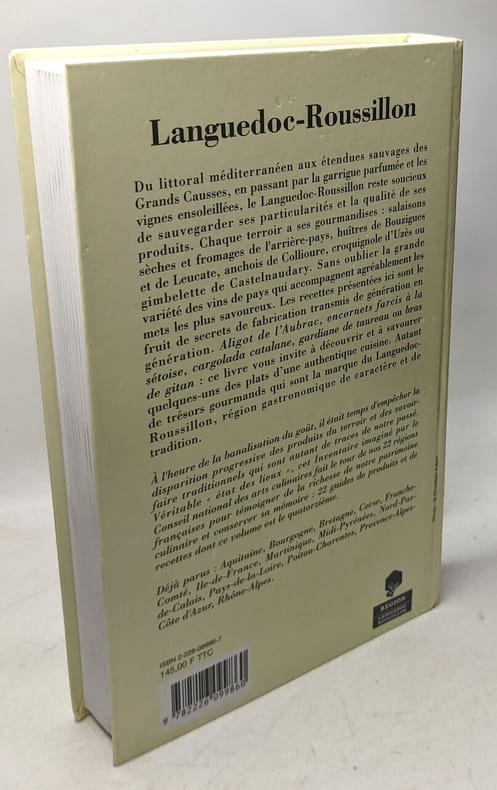 Languedoc-Roussillon
Du littoral méditerranéen aux étendues sauvages des
Grands Causses, en passant par la garrigue parfumée et les
vignes ensoleillées, le Languedoc-Roussillon reste soucieux
de sauvegarder ses particularités et la qualité de ses
produits. Chaque terroir a ses gourmandises : salaisons
sèches et fromages de l'arrière-pays, huîtres de Bouzigues
et de Leucate, anchois de Collioure, croquignole d'Uzès ou
gimbelette de Castelnaudary. Sans oublier la grande
variété des vins de pays qui accompagnent agréablement les
mets les plus savoureux. Les recettes présentées ici sont le
fruit de secrets de fabrication transmis de génération en
génération. Aligot de l'Aubrac, encornets farcis à la
sétoise, cargolada catalane, gardiane de taureau ou bras
de gitan : ce livre vous invite à découvrir et à savourer
quelques-uns des plats d'une authentique cuisine. Autant
de trésors gourmands qui sont la marque du Languedoc-
Roussillon, région gastronomique de caractère et de
tradition.
À l'heure de la banalisation du goût, il était temps d'empêcher la
disparition progressive des produits du terroir et des savoir-
faire traditionnels qui sont autant de traces de notre passé.
Véritable « état des lieux », cet Inventaire imaginé par le
Conseil national des arts culinaires fait le tour de nos 22 régions
françaises pour témoigner de la richesse de notre patrimoine
culinaire et conserver sa mémoire : 22 guides de produits et de
recettes dont ce volume est le quatorzième.
Déjà parus : Aquitaine, Bourgogne, Bretagne, Corse, Franche-
Comté, Ile-de-France, Martinique, Midi-Pyrénées, Nord-Pas-
de-Calais, Pays-de-la-Loire, Poitou-Charentes, Provence-Alpes-
Côte d'Azur, Rhône-Alpes.
RÉGION
LANGUEDOC
ROUSSILLON
ISBN 2-226-09986-7
145,00 F TTC
9 782226 099860